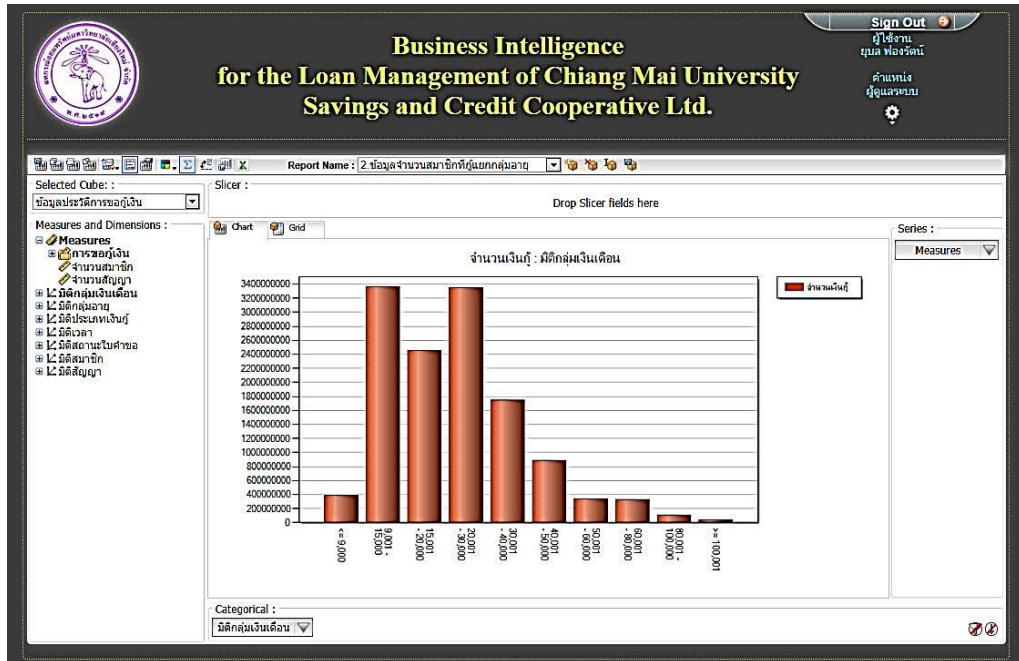 Business Intelligence
for the Loan Management of Chiang Mai University
Savings and Credit Cooperative Ltd.
Sign Out
ผู้ใช้งาน
ยุบล ฟองรัตน์
ตำแหน่ง
ผู้ดูแลระบบ
พ.ศ. ๒๕๑๙
Report Name : 2.ข้อมูลจำนวนสมาชิกที่กู้แยกกลุ่มอายุ
Selected Cube: :
ข้อมูลประวัติการขอกู้เงิน
Slicer :
Drop Slicer fields here
Measures and Dimensions :
Measures
การขอกู้เงิน
จำนวนสมาชิก
จำนวนสัญญา
มิติกลุ่มเงินเดือน
มิติกลุ่มอายุ
มิติประเภทเงินกู้
มิติเวลา
มิติสถานะใบคำขอ
มิติสมาชิก
มิติสัญญา
Chart
Grid
จำนวนเงินกู้ : มิติกลุ่มเงินเดือน
3400000000
3200000000
3000000000
2800000000
2600000000
2400000000
2200000000
2000000000
1800000000
1600000000
1400000000
1200000000
1000000000
800000000
600000000
400000000
200000000
0
<= 9,000
9,001 - 15,000
15,001 - 20,000
20,001 - 30,000
30,001 - 40,000
40,001 - 50,000
50,001 - 60,000
60,001 - 80,000
80,001 - 100,000
>= 100,001
จำนวนเงินกู้
Series :
Measures
Categorical :
มิติกลุ่มเงินเดือน